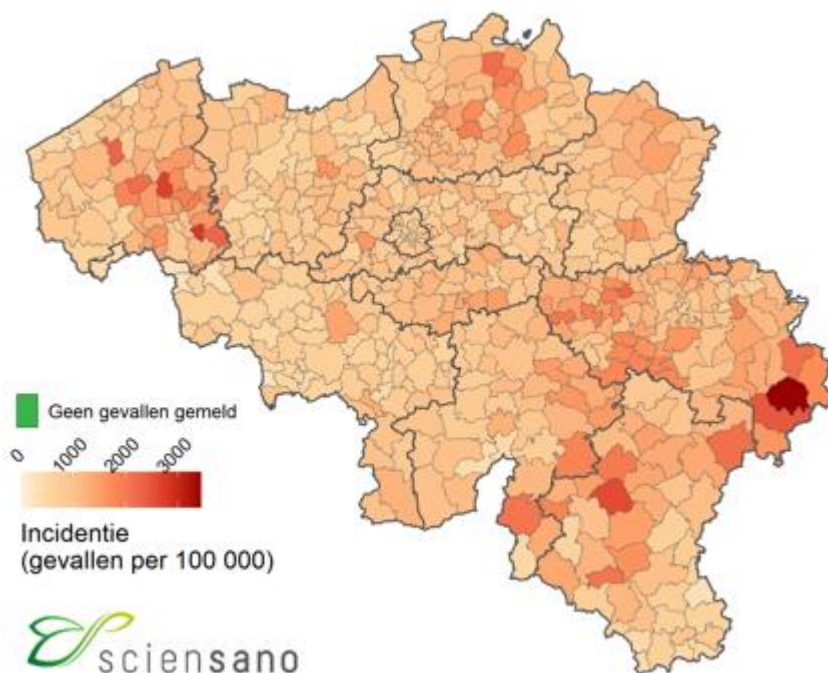 Geen gevallen gemeld
0 1000 2000 3000
Incidentie
(gevallen per 100 000)
sciensano